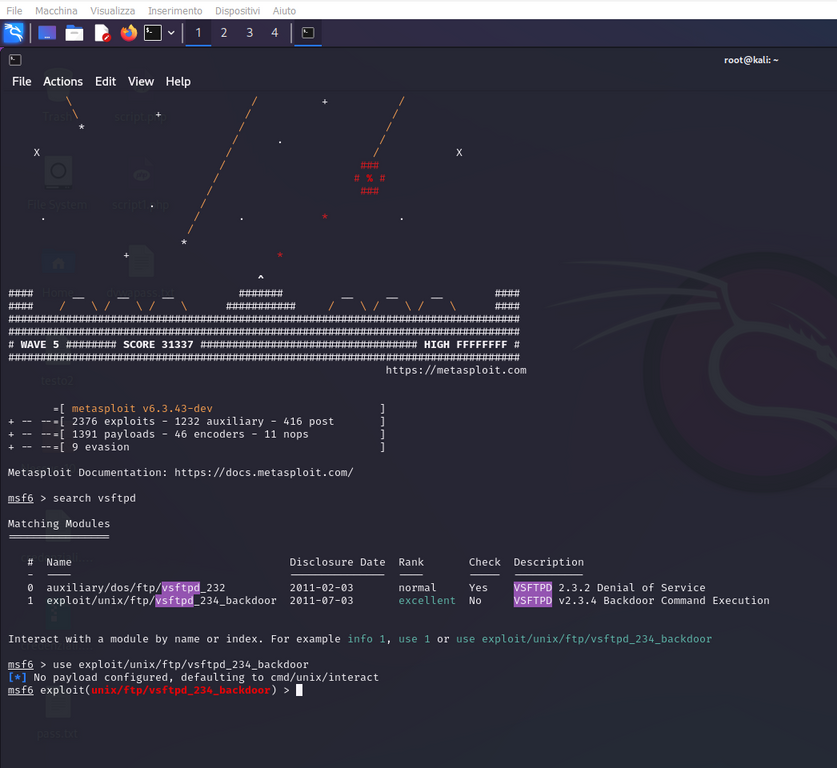 File Macchina Visualizza Inserimento Dispositivi Aiuto
1 2 3 4
root@kali: ~
File Actions Edit View Help
####      __     __     __          #######         __     __     __        ####
####    /    \ /    \ /    \      ###########     /    \ /    \ /    \      ####
################################################################################
################################################################################
# WAVE 5 ######## SCORE 31337 ################################## HIGH FFFFFFFF #
################################################################################
https://metasploit.com
=[ metasploit v6.3.43-dev ]
+ -- --=[ 2376 exploits - 1232 auxiliary - 416 post ]
+ -- --=[ 1391 payloads - 46 encoders - 11 nops ]
+ -- --=[ 9 evasion ]
Metasploit Documentation: https://docs.metasploit.com/
msf6 > search vsftpd
Matching Modules
================
# Name Disclosure Date Rank Check Description
- ---- --------------- ---- ----- -----------
0 auxiliary/dos/ftp/vsftpd_232 2011-02-03 normal Yes VSFTPD 2.3.2 Denial of Service
1 exploit/unix/ftp/vsftpd_234_backdoor 2011-07-03 excellent No VSFTPD v2.3.4 Backdoor Command Execution
Interact with a module by name or index. For example info 1, use 1 or use exploit/unix/ftp/vsftpd_234_backdoor
msf6 > use exploit/unix/ftp/vsftpd_234_backdoor
[*] No payload configured, defaulting to cmd/unix/interact
msf6 exploit(unix/ftp/vsftpd_234_backdoor) >